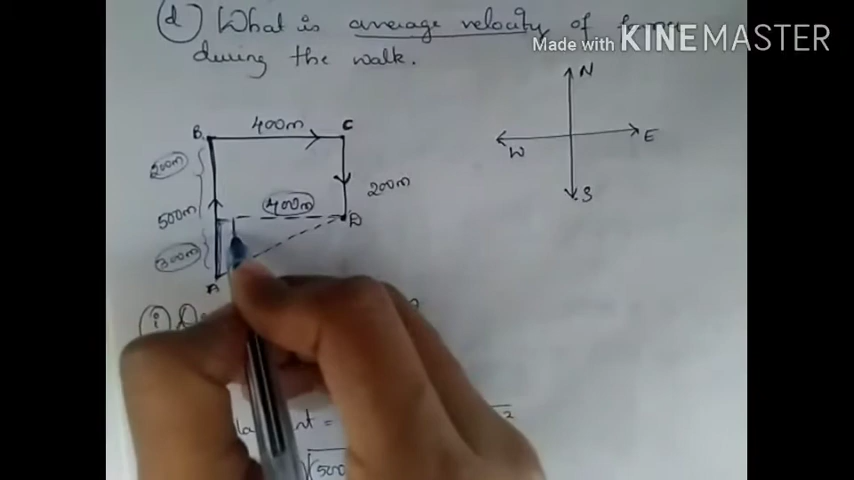 (d) What is average velocity of
Made with KINEMASTER
during the walk.
N
W
E
S
B
400m
C
200m
500m
300m
400m
200m
D
A
(i)